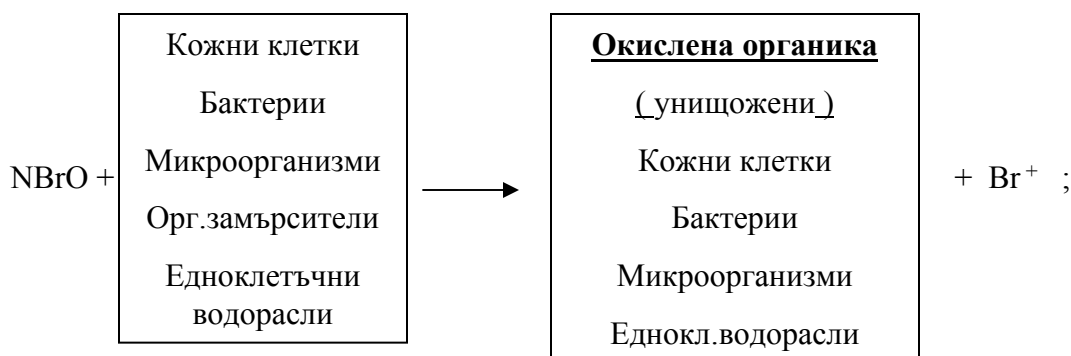 NBrO +
Кожни клетки
Бактерии
Микроорганизми
Орг.замърсители
Едноклетъчни
водорасли
Окислена органика
( унищожени )
Кожни клетки
Бактерии
Микроорганизми
Еднокл.водорасли
+ Br⁺ ;